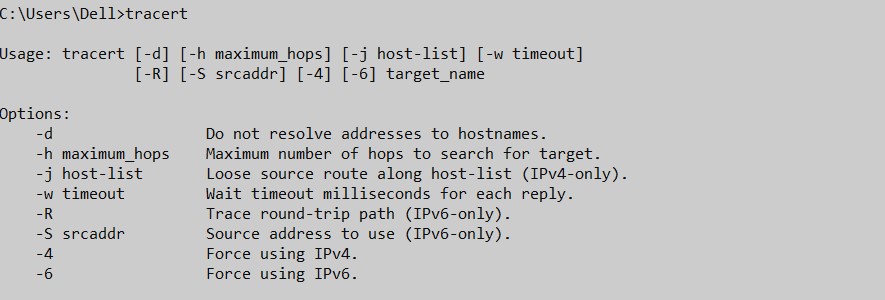 C:\Users\Dell>tracert
Usage: tracert [-d] [-h maximum_hops] [-j host-list] [-w timeout]
               [-R] [-S srcaddr] [-4] [-6] target_name
Options:
    -d                 Do not resolve addresses to hostnames.
    -h maximum_hops    Maximum number of hops to search for target.
    -j host-list       Loose source route along host-list (IPv4-only).
    -w timeout         Wait timeout milliseconds for each reply.
    -R                 Trace round-trip path (IPv6-only).
    -S srcaddr         Source address to use (IPv6-only).
    -4                 Force using IPv4.
    -6                 Force using IPv6.